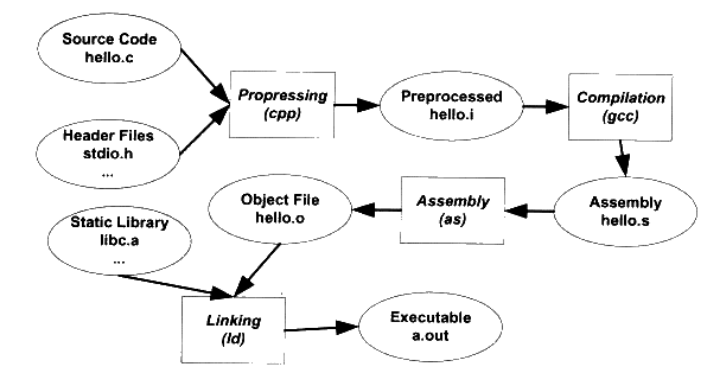 Source Code
hello.c
Propressing
(cpp)
Preprocessed
hello.i
Compilation
(gcc)
Header Files
stdio.h
...
Object File
hello.o
Assembly
(as)
Assembly
hello.s
Static Library
libc.a
...
Linking
(ld)
Executable
a.out